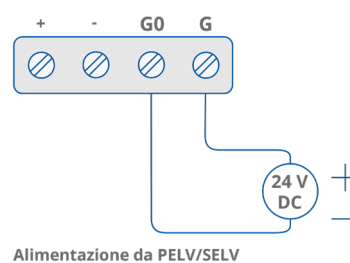 + - G0 G
24 V
DC
+
-
Alimentazione da PELV/SELV